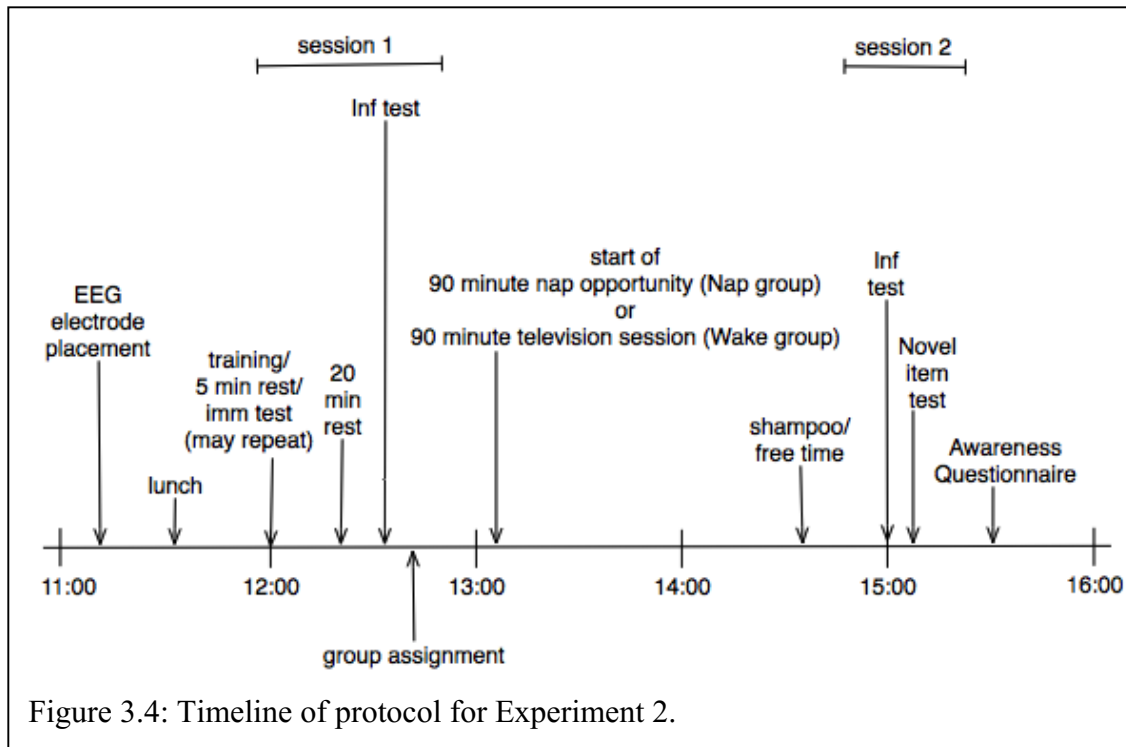 session 1
session 2
Inf test
start of
90 minute nap opportunity (Nap group)
or
90 minute television session (Wake group)
Inf
test
EEG
electrode
placement
training/
5 min rest/
imm test
(may repeat)
20
min
rest
Novel
item
test
shampoo/
free time
Awareness
Questionnaire
lunch
11:00
12:00
13:00
14:00
15:00
16:00
group assignment
Figure 3.4: Timeline of protocol for Experiment 2.